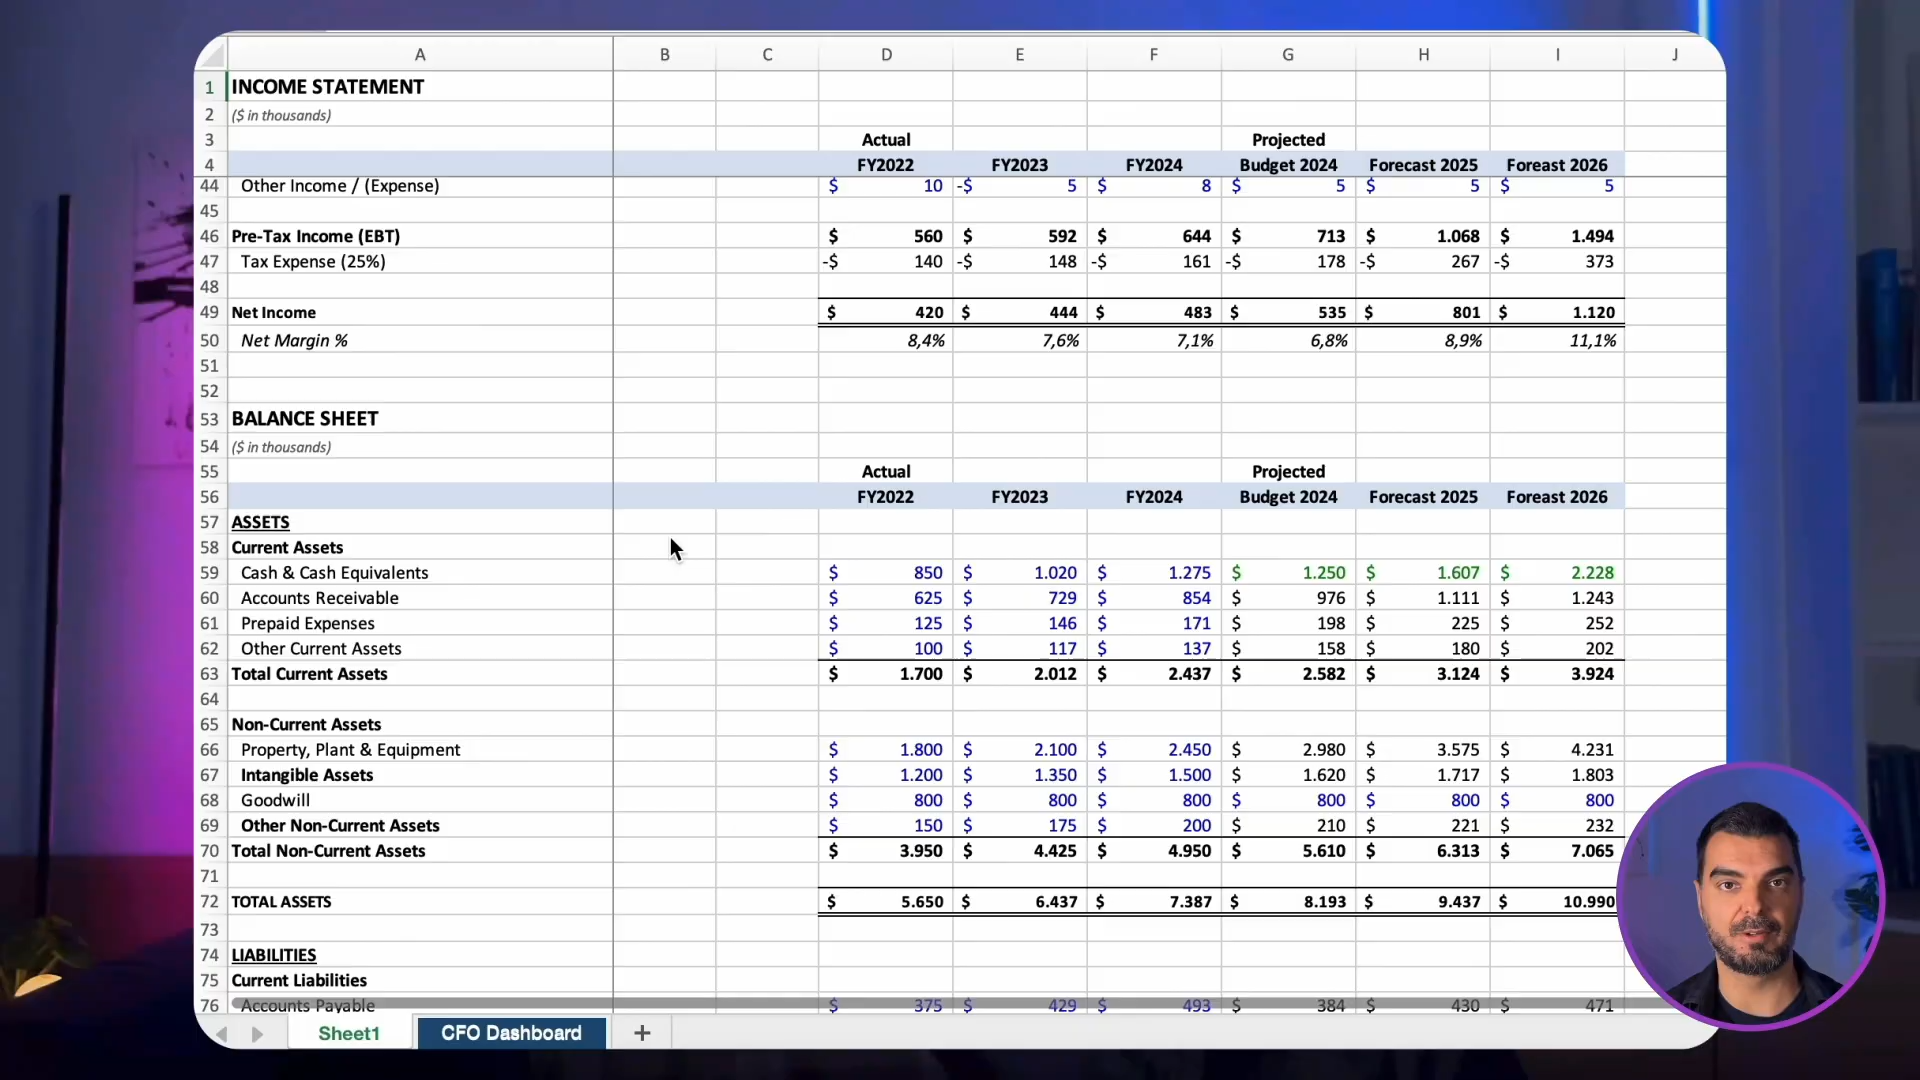 A B C D E F G H I J
1 INCOME STATEMENT
2 ($ in thousands)
3 Actual Projected
4 FY2022 FY2023 FY2024 Budget 2024 Forecast 2025 Foreast 2026
44 Other Income / (Expense) $ 10 -$ 5 $ 8 $ 5 $ 5 $ 5
45
46 Pre-Tax Income (EBT) $ 560 $ 592 $ 644 $ 713 $ 1.068 $ 1.494
47 Tax Expense (25%) -$ 140 -$ 148 -$ 161 -$ 178 -$ 267 -$ 373
48
49 Net Income $ 420 $ 444 $ 483 $ 535 $ 801 $ 1.120
50 Net Margin % 8,4% 7,6% 7,1% 6,8% 8,9% 11,1%
51
52
53 BALANCE SHEET
54 ($ in thousands)
55 Actual Projected
56 FY2022 FY2023 FY2024 Budget 2024 Forecast 2025 Foreast 2026
57 ASSETS
58 Current Assets
59 Cash & Cash Equivalents $ 850 $ 1.020 $ 1.275 $ 1.250 $ 1.607 $ 2.228
60 Accounts Receivable $ 625 $ 729 $ 854 $ 976 $ 1.111 $ 1.243
61 Prepaid Expenses $ 125 $ 146 $ 171 $ 198 $ 225 $ 252
62 Other Current Assets $ 100 $ 117 $ 137 $ 158 $ 180 $ 202
63 Total Current Assets $ 1.700 $ 2.012 $ 2.437 $ 2.582 $ 3.124 $ 3.924
64
65 Non-Current Assets
66 Property, Plant & Equipment $ 1.800 $ 2.100 $ 2.450 $ 2.980 $ 3.575 $ 4.231
67 Intangible Assets $ 1.200 $ 1.350 $ 1.500 $ 1.620 $ 1.717 $ 1.803
68 Goodwill $ 800 $ 800 $ 800 $ 800 $ 800 $ 800
69 Other Non-Current Assets $ 150 $ 175 $ 200 $ 210 $ 221 $ 232
70 Total Non-Current Assets $ 3.950 $ 4.425 $ 4.950 $ 5.610 $ 6.313 $ 7.065
71
72 TOTAL ASSETS $ 5.650 $ 6.437 $ 7.387 $ 8.193 $ 9.437 $ 10.990
73
74 LIABILITIES
75 Current Liabilities
76 Accounts Payable $ 375 $ 429 $ 493 $ 384 $ 430 $ 471
Sheet1 CFO Dashboard +